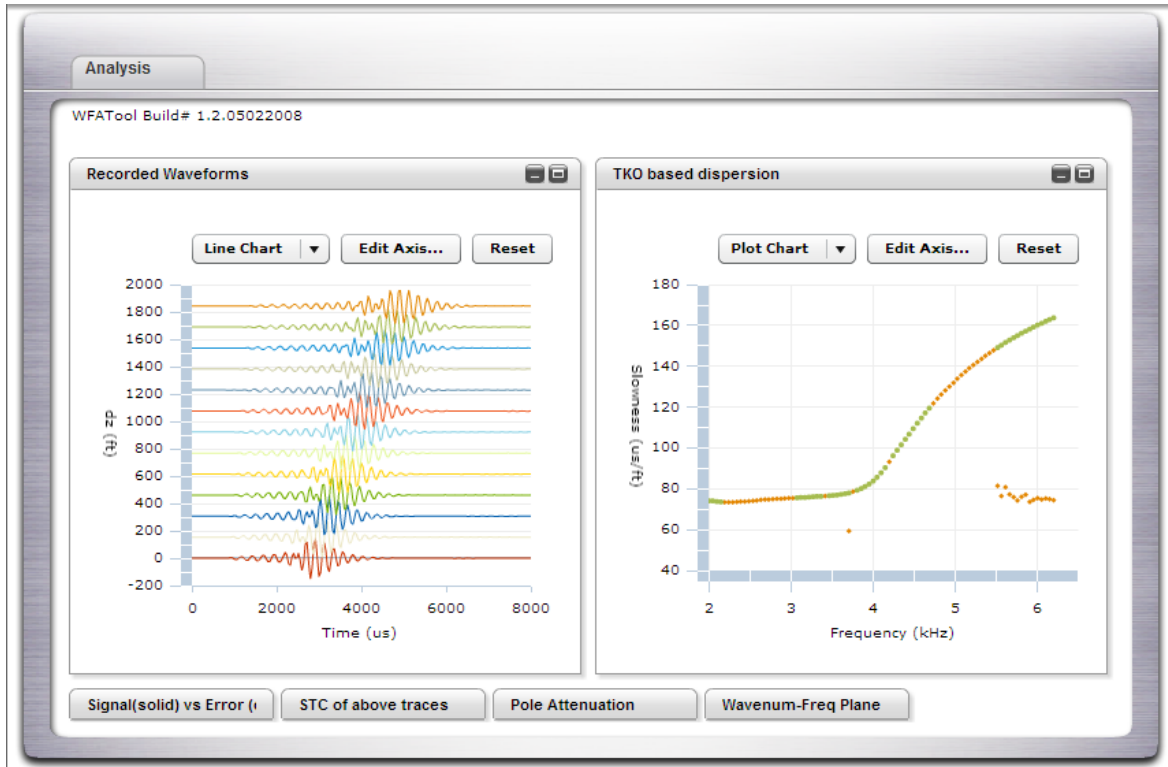 Analysis
WFATool Build# 1.2.05022008
Recorded Waveforms
Line Chart
Edit Axis...
Reset
2000
1800
1600
1400
1200
1000
800
600
400
200
0
-200
dz (ft)
0 2000 4000 6000 8000
Time (us)
TKO based dispersion
Plot Chart
Edit Axis...
Reset
180
160
140
120
100
80
60
40
Slowness (us/ft)
2 3 4 5 6
Frequency (kHz)
Signal(solid) vs Error (
STC of above traces
Pole Attenuation
Wavenum-Freq Plane